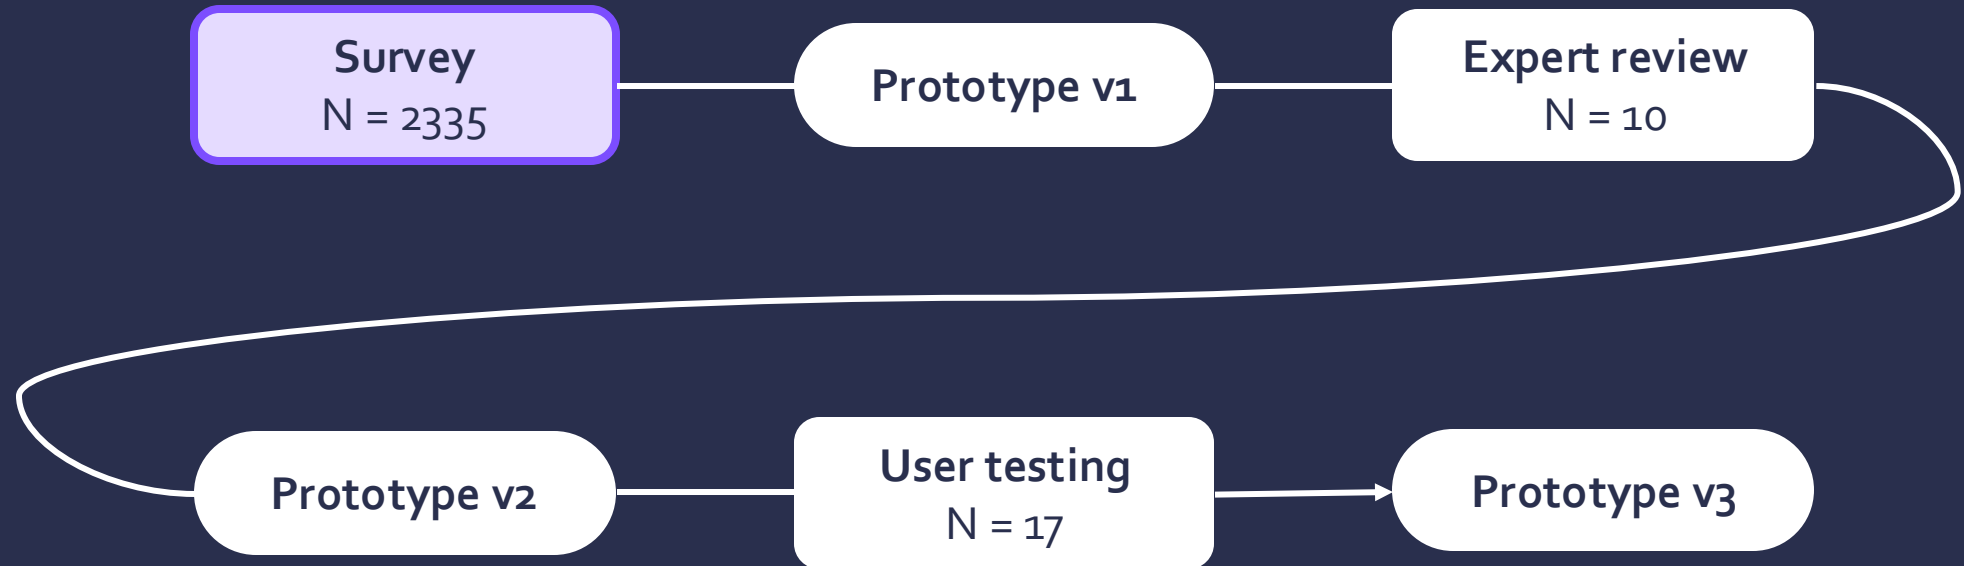 Survey
N = 2335
Prototype v1
Expert review
N = 10
Prototype v2
User testing
N = 17
Prototype v3